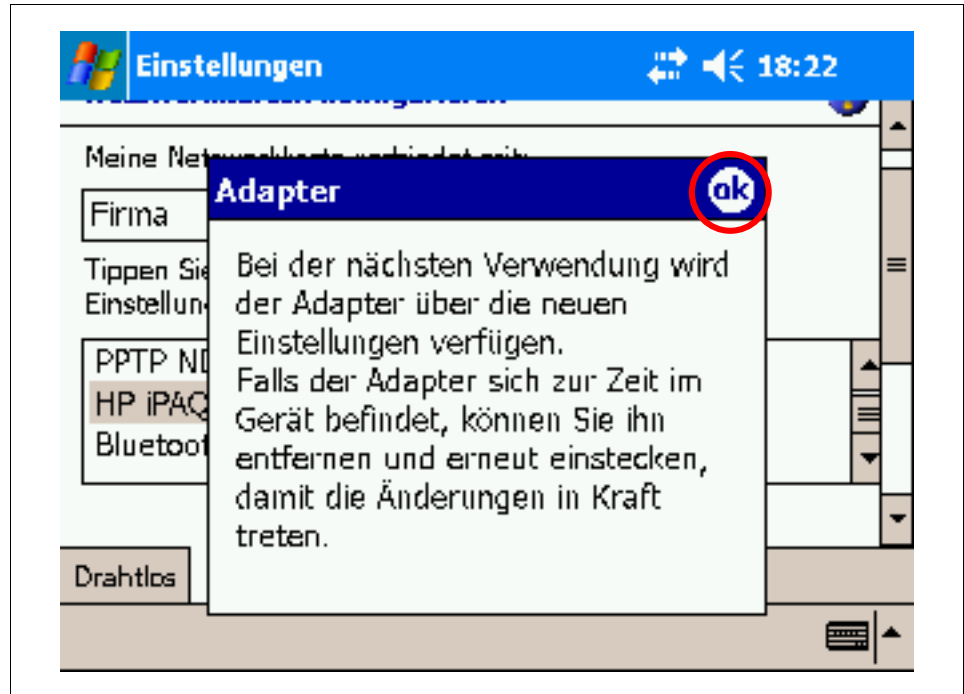 Einstellungen 18:22
Meine
Adapter ok
Firma
Bei der nächsten Verwendung wird
der Adapter über die neuen
Einstellungen verfügen.
Falls der Adapter sich zur Zeit im
Gerät befindet, können Sie ihn
entfernen und erneut einstecken,
damit die Änderungen in Kraft
treten.
Tippen Sie
Einstellun
PPTP ND
HP iPAQ
Bluetoot
Drahtlos